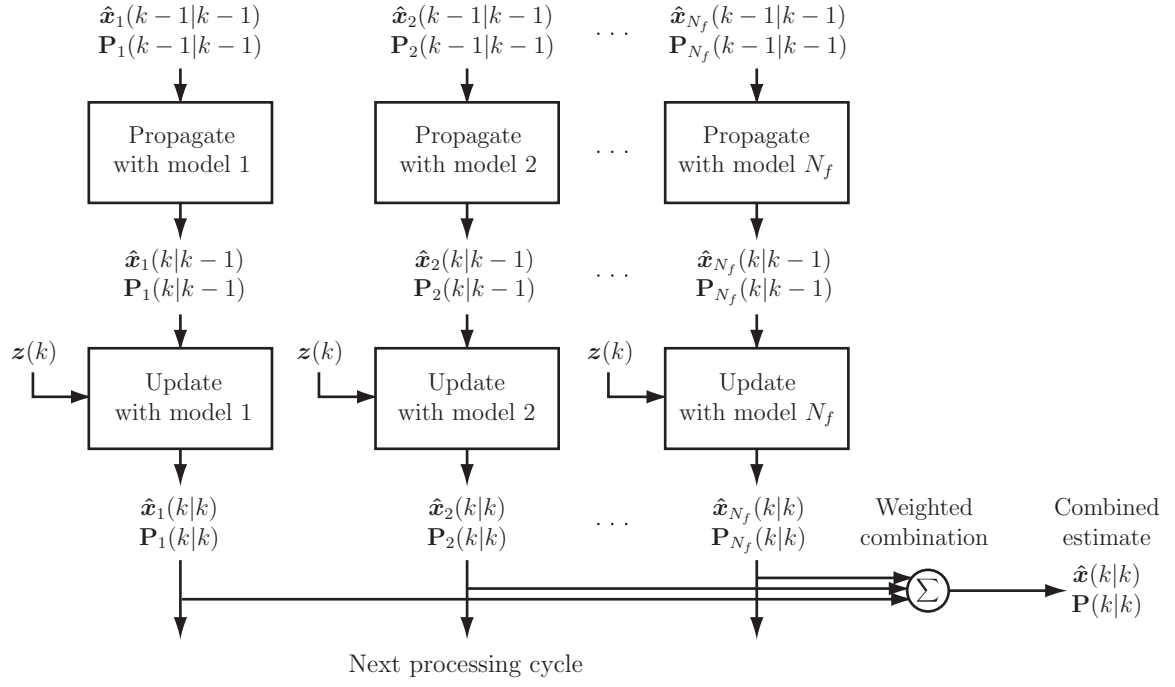 x̂₁(k−1|k−1)
P₁(k−1|k−1)
x̂₂(k−1|k−1)
P₂(k−1|k−1)
· · ·
x̂_{N_f}(k−1|k−1)
P_{N_f}(k−1|k−1)
Propagate
with model 1
Propagate
with model 2
· · ·
Propagate
with model N_f
x̂₁(k|k − 1)
P₁(k|k − 1)
x̂₂(k|k − 1)
P₂(k|k − 1)
· · ·
x̂_{N_f}(k|k − 1)
P_{N_f}(k|k − 1)
z(k)
Update
with model 1
z(k)
Update
with model 2
z(k)
Update
with model N_f
x̂₁(k|k)
P₁(k|k)
x̂₂(k|k)
P₂(k|k)
· · ·
x̂_{N_f}(k|k)
P_{N_f}(k|k)
Weighted
combination
∑
Combined
estimate
x̂(k|k)
P(k|k)
Next processing cycle